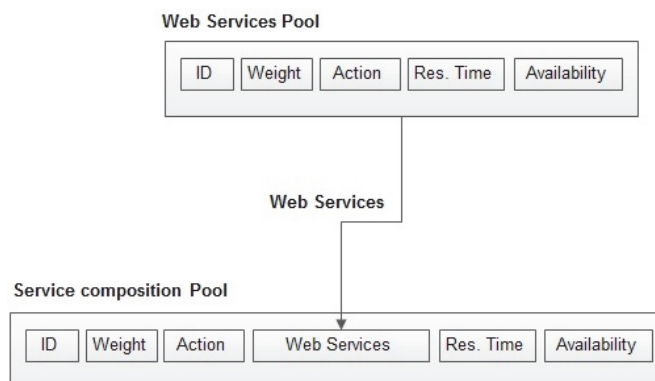 Web Services Pool
ID Weight Action Res. Time Availability
Web Services
Service composition Pool
ID Weight Action Web Services Res. Time Availability